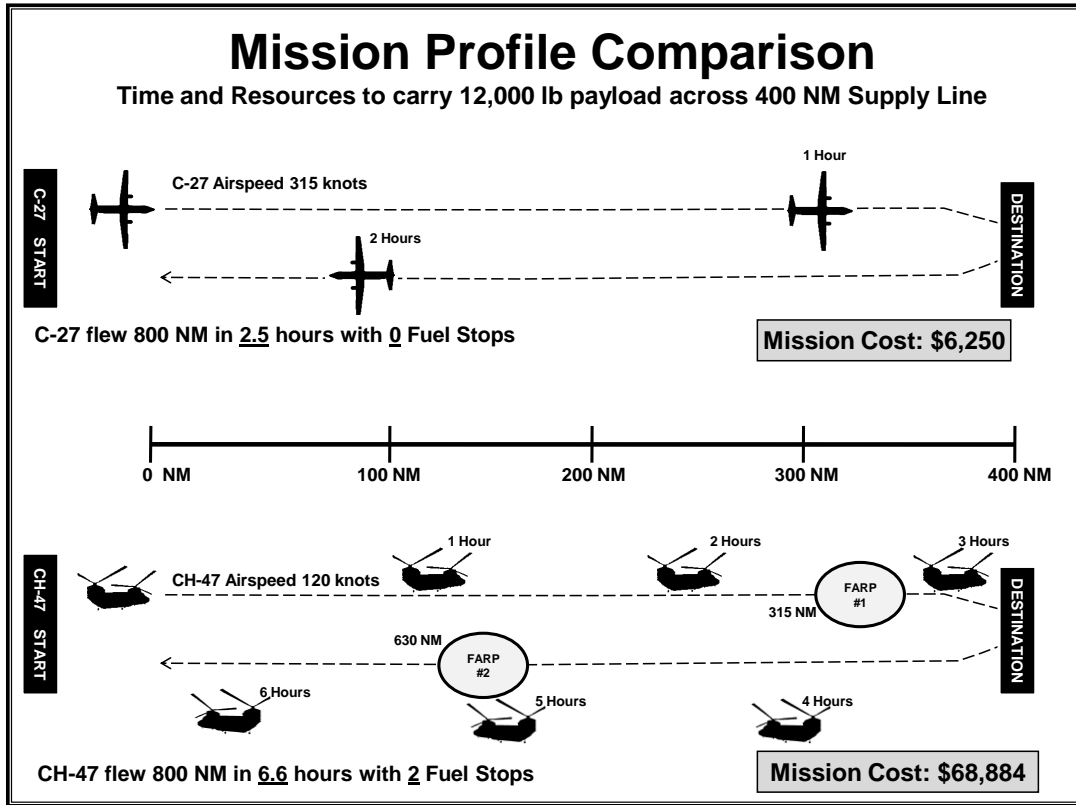 Mission Profile Comparison
Time and Resources to carry 12,000 lb payload across 400 NM Supply Line
1 Hour
C-27 START
C-27 Airspeed 315 knots
DESTINATION
2 Hours
C-27 flew 800 NM in 2.5 hours with 0 Fuel Stops
Mission Cost: $6,250
0 NM
100 NM
200 NM
300 NM
400 NM
1 Hour
2 Hours
3 Hours
CH-47 START
CH-47 Airspeed 120 knots
FARP
#1
315 NM
DESTINATION
630 NM
FARP
#2
6 Hours
5 Hours
4 Hours
CH-47 flew 800 NM in 6.6 hours with 2 Fuel Stops
Mission Cost: $68,884